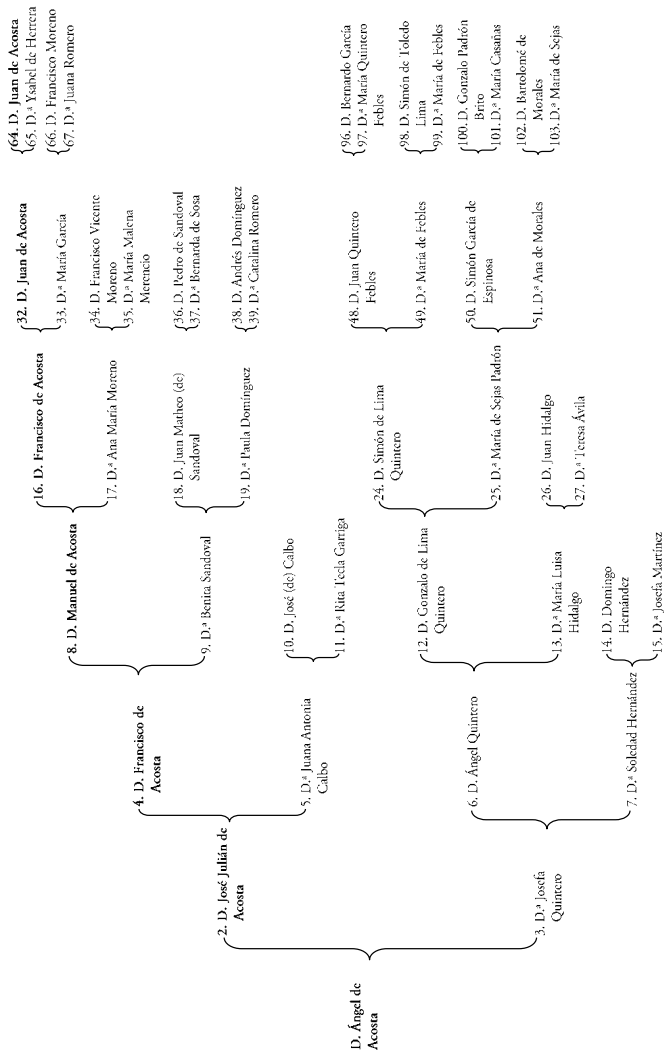 D. Ángel de
Acosta
2. D. José Julián de
Acosta
3. D.ª Josefa
Quintero
4. D. Francisco de
Acosta
5. D.ª Juana Antonia
Calbo
6. D. Ángel Quintero
7. D.ª Soledad Hernández
8. D. Manuel de Acosta
9. D.ª Benita Sandoval
10. D. José (de) Calbo
11. D.ª Rita Tecla Garriga
12. D. Gonzalo de Lima
Quintero
13. D.ª María Luisa
Hidalgo
14. D. Domingo
Hernández
15. D.ª Josefa Martínez
16. D. Francisco de Acosta
17. D.ª Ana María Moreno
18. D. Juan Matheo (de)
Sandoval
19. D.ª Paula Domínguez
24. D. Simón de Lima
Quintero
25. D.ª María de Sejas Padrón
26. D. Juan Hidalgo
27. D.ª Teresa Ávila
32. D. Juan de Acosta
33. D.ª María García
34. D. Francisco Vicente
Moreno
35. D.ª María Malena
Merencio
36. D. Pedro de Sandoval
37. D.ª Bernarda de Sosa
38. D. Andrés Domínguez
39. D.ª Catalina Romero
48. D. Juan Quintero
Febles
49. D.ª María de Febles
50. D. Simón García de
Espinosa
51. D.ª Ana de Morales
64. D. Juan de Acosta
65. D.ª Ysabel de Herrera
66. D. Francisco Moreno
67. D.ª Juana Romero
96. D. Bernardo García
97. D.ª María Quintero
Febles
98. D. Simón de Toledo
Lima
99. D.ª María de Febles
100. D. Gonzalo Padrón
Brito
101. D.ª María Casañas
102. D. Bartolomé de
Morales
103. D.ª María de Sejas